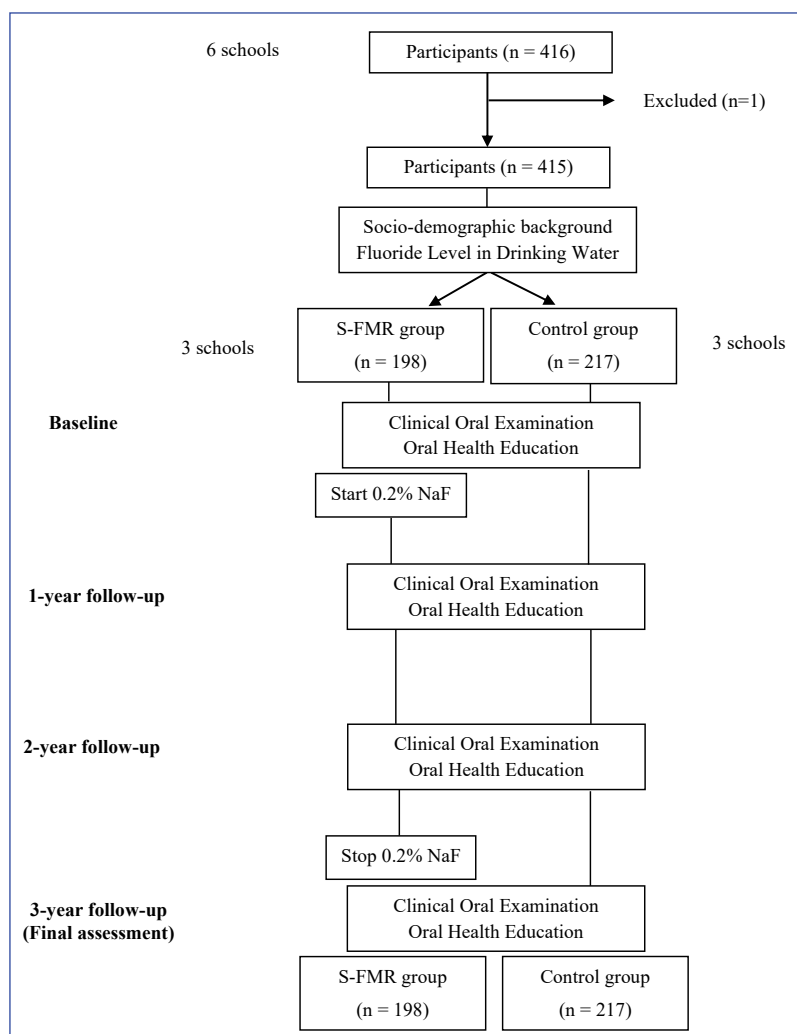 6 schools
Participants (n = 416)
Excluded (n=1)
Participants (n = 415)
Socio-demographic background
Fluoride Level in Drinking Water
3 schools
S-FMR group
(n = 198)
Control group
(n = 217)
3 schools
Baseline
Clinical Oral Examination
Oral Health Education
Start 0.2% NaF
1-year follow-up
Clinical Oral Examination
Oral Health Education
2-year follow-up
Clinical Oral Examination
Oral Health Education
Stop 0.2% NaF
3-year follow-up
(Final assessment)
Clinical Oral Examination
Oral Health Education
S-FMR group
(n = 198)
Control group
(n = 217)